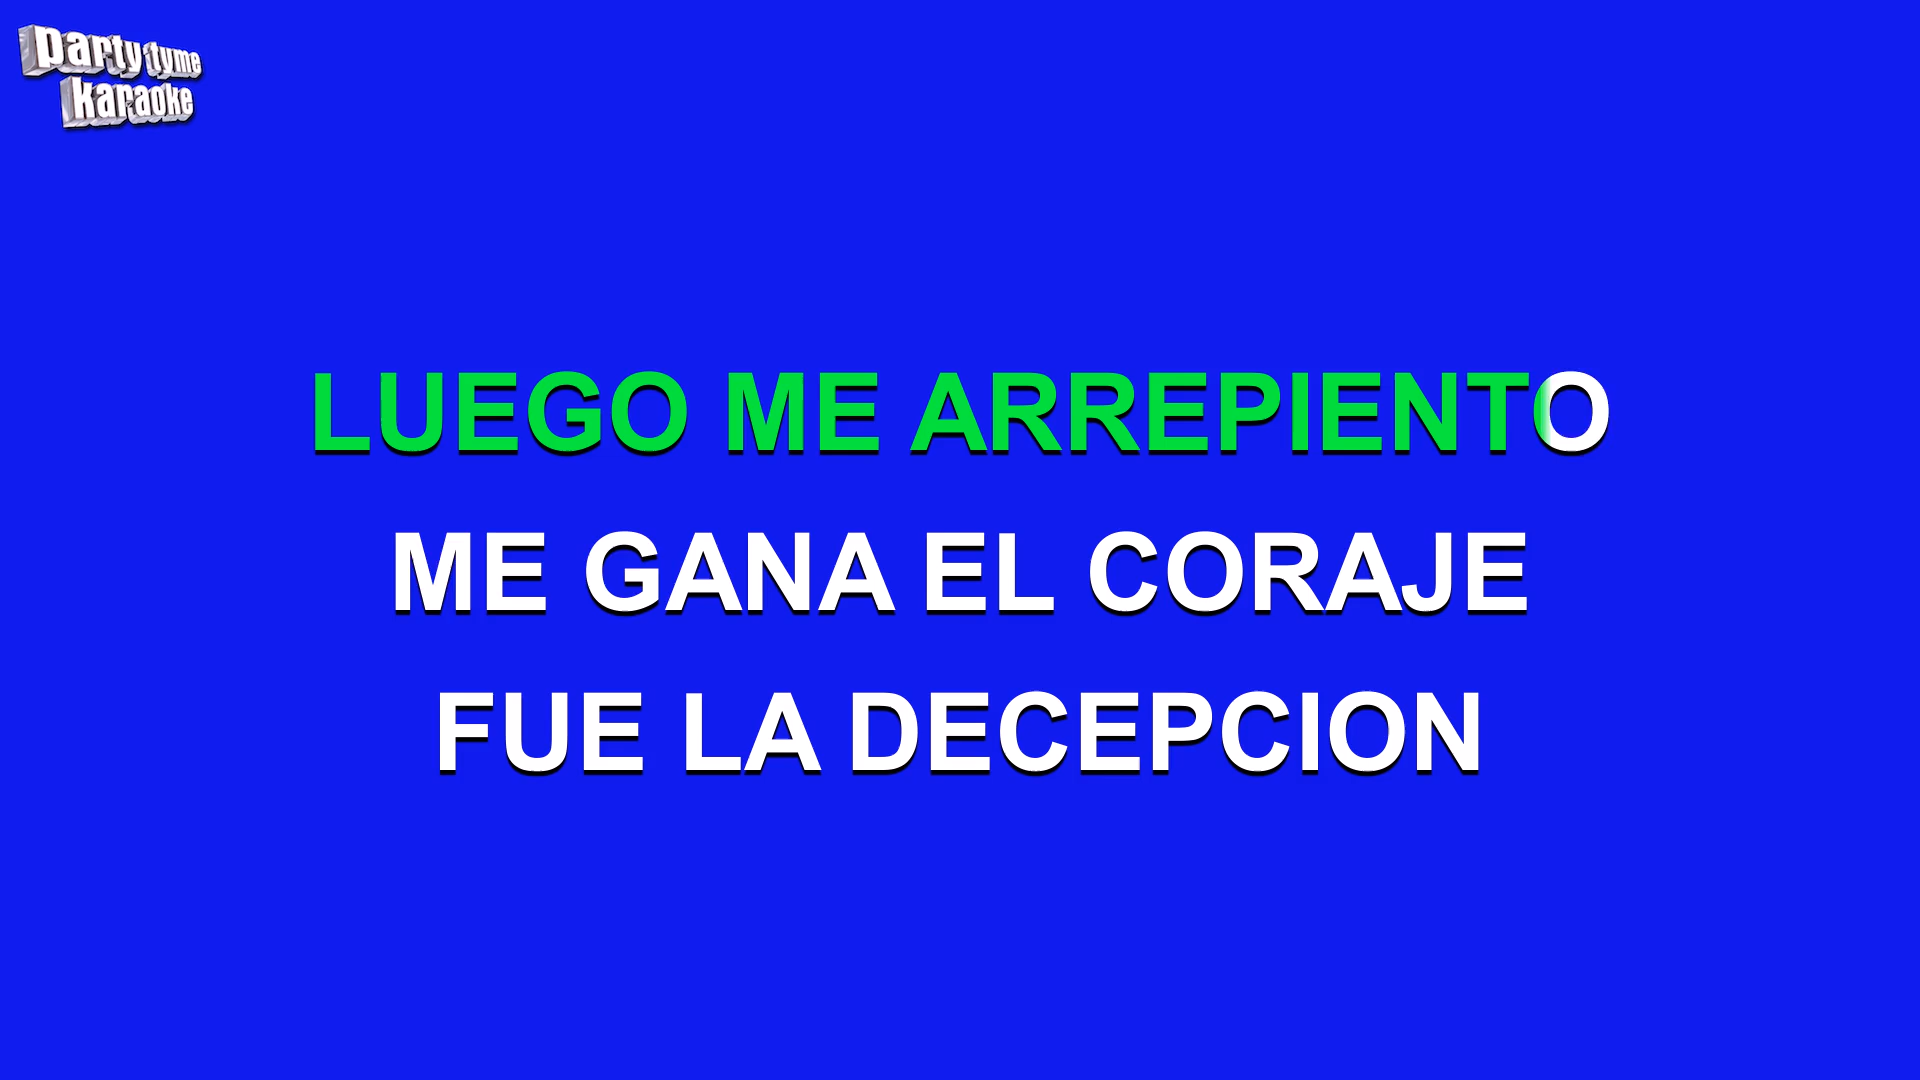 party tyme
karaoke
LUEGO ME ARREPIENTO
ME GANA EL CORAJE
FUE LA DECEPCION